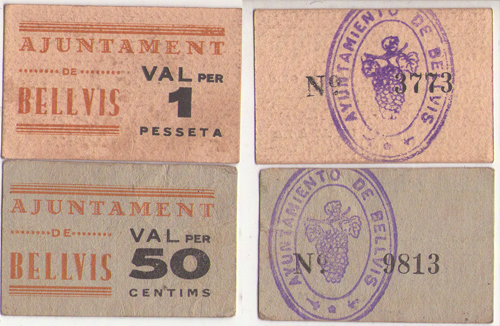 AJUNTAMENT
DE
BELLVIS
VAL PER
1
PESSETA
AYUNTAMIENTO DE BELLVIS
Nº 3773
AJUNTAMENT
DE
BELLVIS
VAL PER
50
CENTIMS
AYUNTAMIENTO DE BELLVIS
Nº 9813